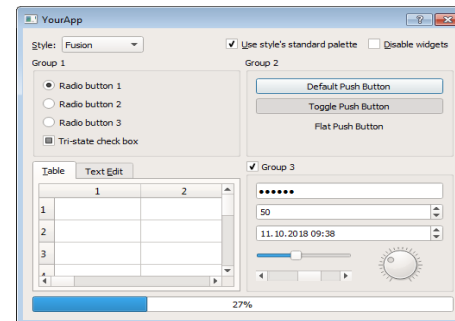 YourApp
Style: Fusion
Use style's standard palette
Disable widgets
Group 1
Radio button 1
Radio button 2
Radio button 3
Tri-state check box
Group 2
Default Push Button
Toggle Push Button
Flat Push Button
Table
Text Edit
1 2
1
2
3
Group 3
••••••
50
11.10.2018 09:38
27%